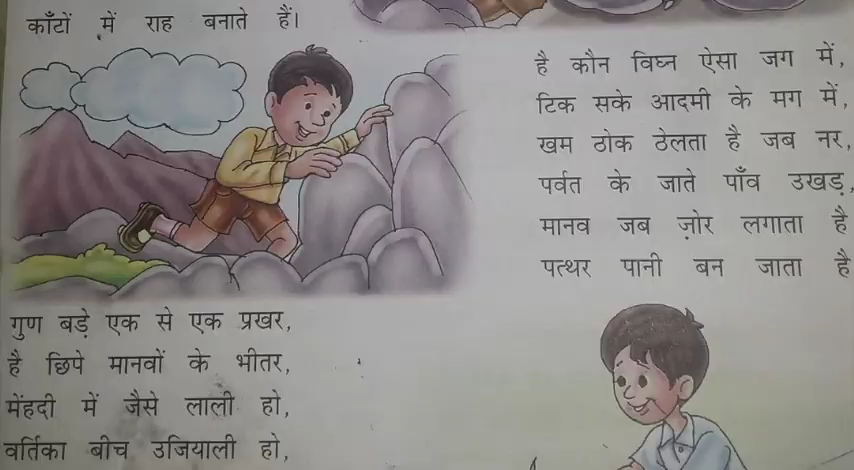 काँटों में राह बनाते हैं।
है कौन विघ्न ऐसा जग में,
टिक सके आदमी के मग में,
खम ठोक ठेलता है जब नर,
पर्वत के जाते पाँव उखड़,
मानव जब ज़ोर लगाता है
पत्थर पानी बन जाता है
गुण बड़े एक से एक प्रखर,
हैं छिपे मानवों के भीतर,
मेंहदी में जैसे लाली हो,
वर्तिका बीच उजियाली हो,